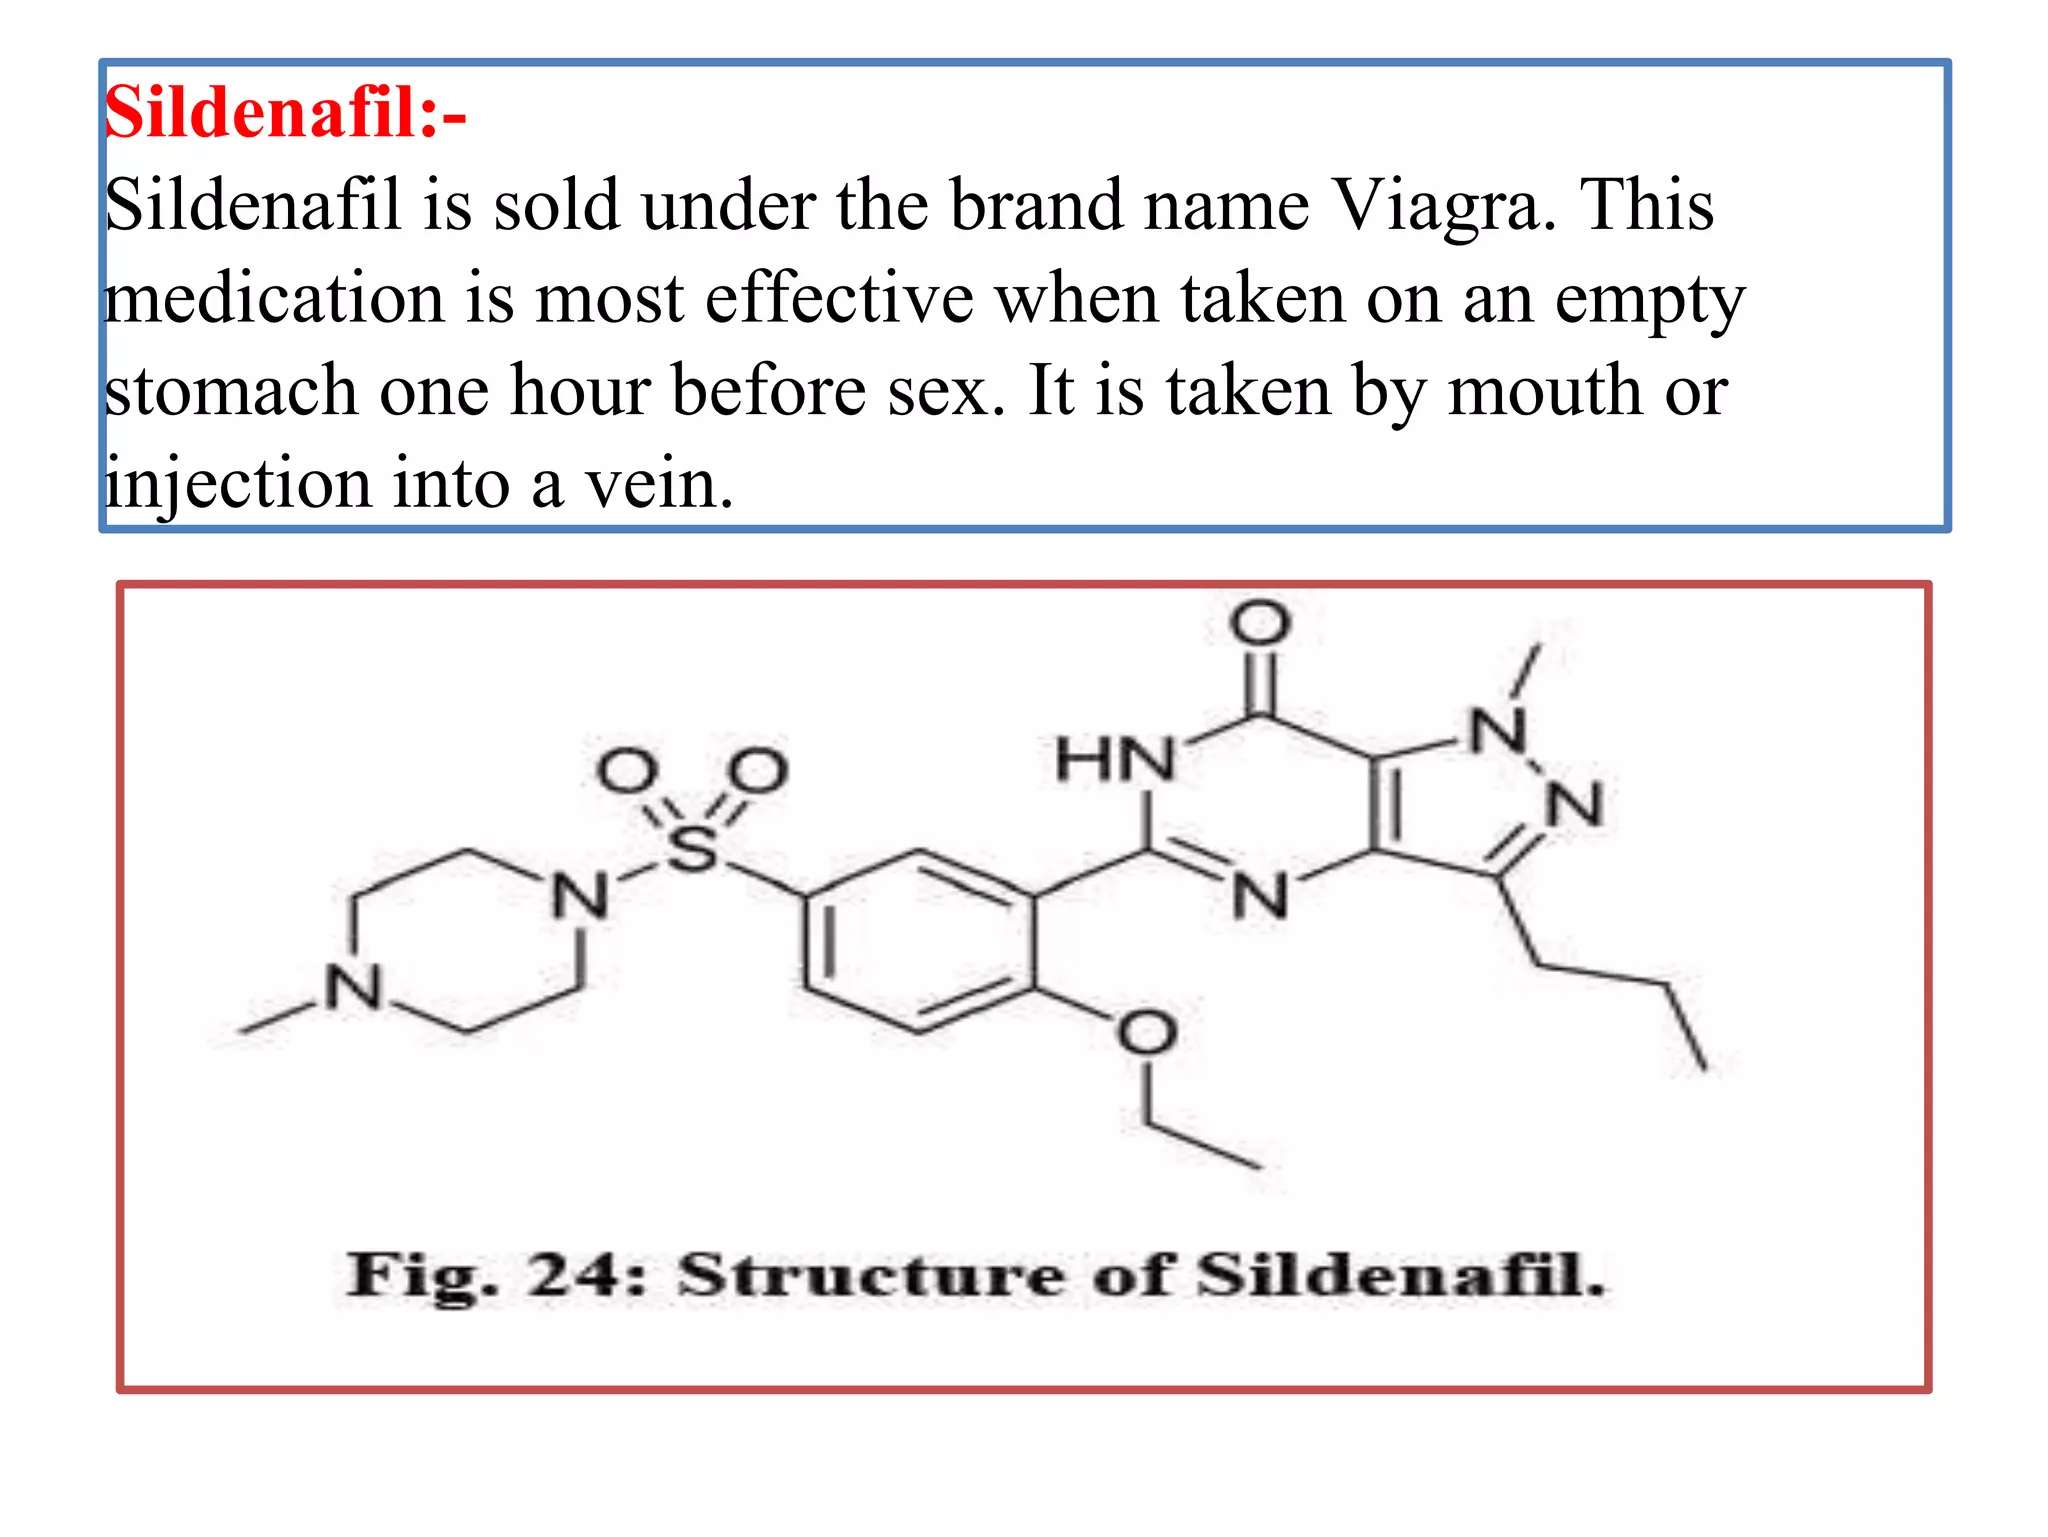 Sildenafil:-
Sildenafil is sold under the brand name Viagra. This
medication is most effective when taken on an empty
stomach one hour before sex. It is taken by mouth or
injection into a vein.
O
N
HN
N
O O
S
N
N
N
O
Fig. 24: Structure of Sildenafil.